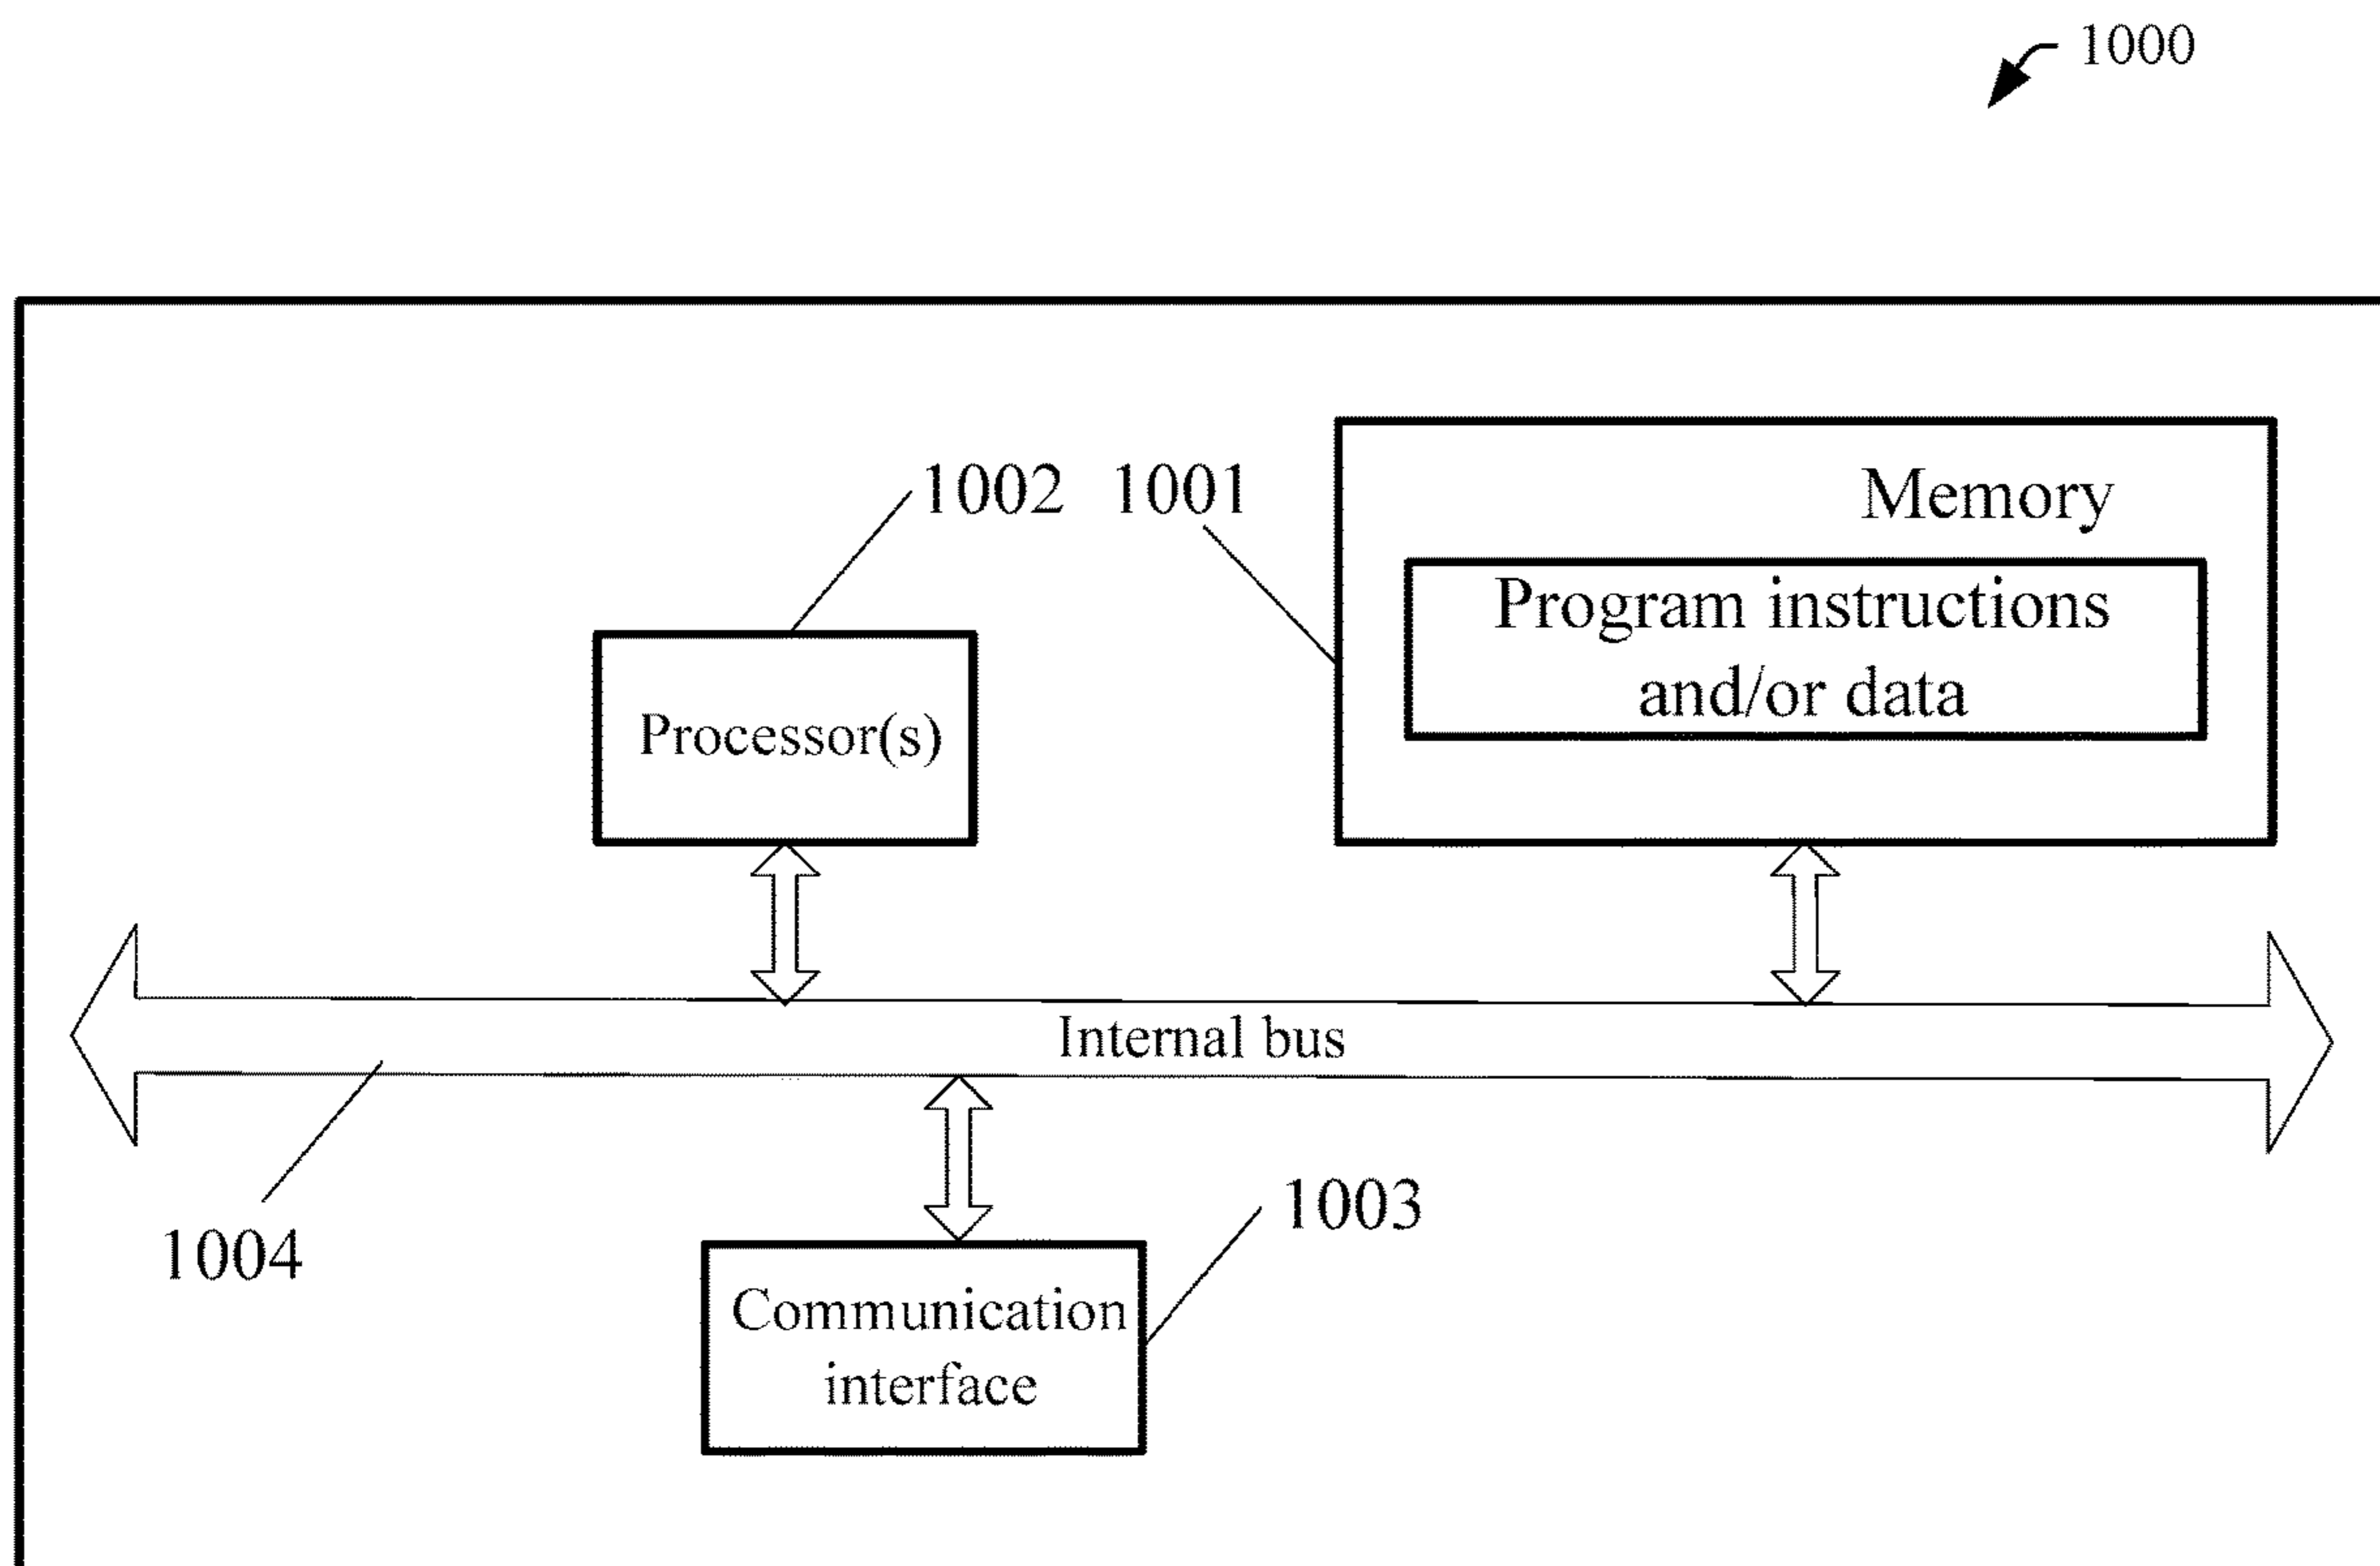 1000
1002
1001
Memory
Program instructions
and/or data
Processor(s)
Internal bus
1004
1003
Communication
interface